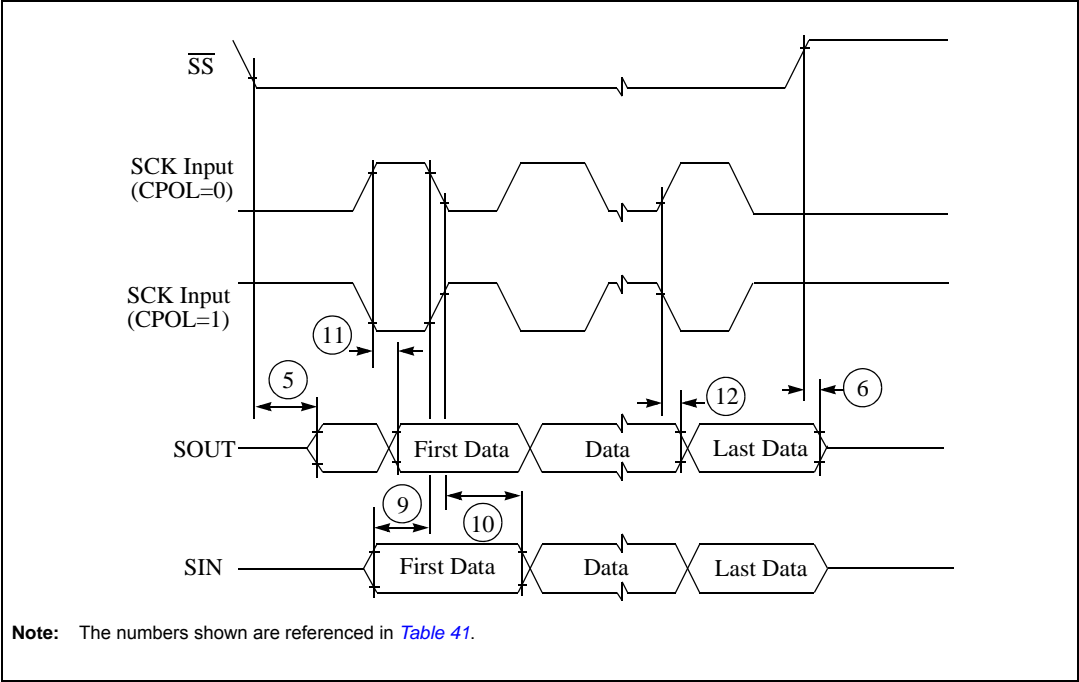 S̅S̅
SCK Input
(CPOL=0)
SCK Input
(CPOL=1)
11
5
12
6
SOUT
First Data
Data
Last Data
9
10
SIN
First Data
Data
Last Data
Note: The numbers shown are referenced in Table 41.